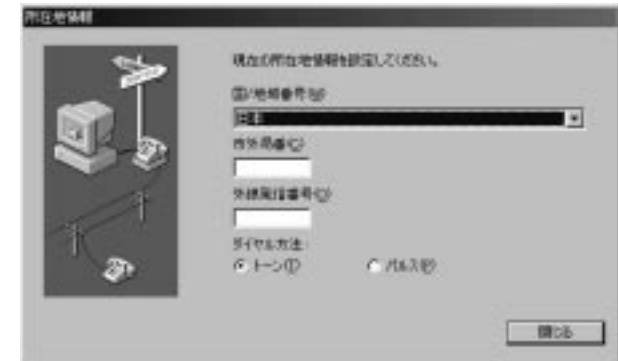 所在地情報
現在の所在地情報を設定してください。
国/地域番号(W)
日本
市外局番(C)
外線発信番号(O)
ダイヤル方法:
トーン(T)
パルス(P)
閉じる